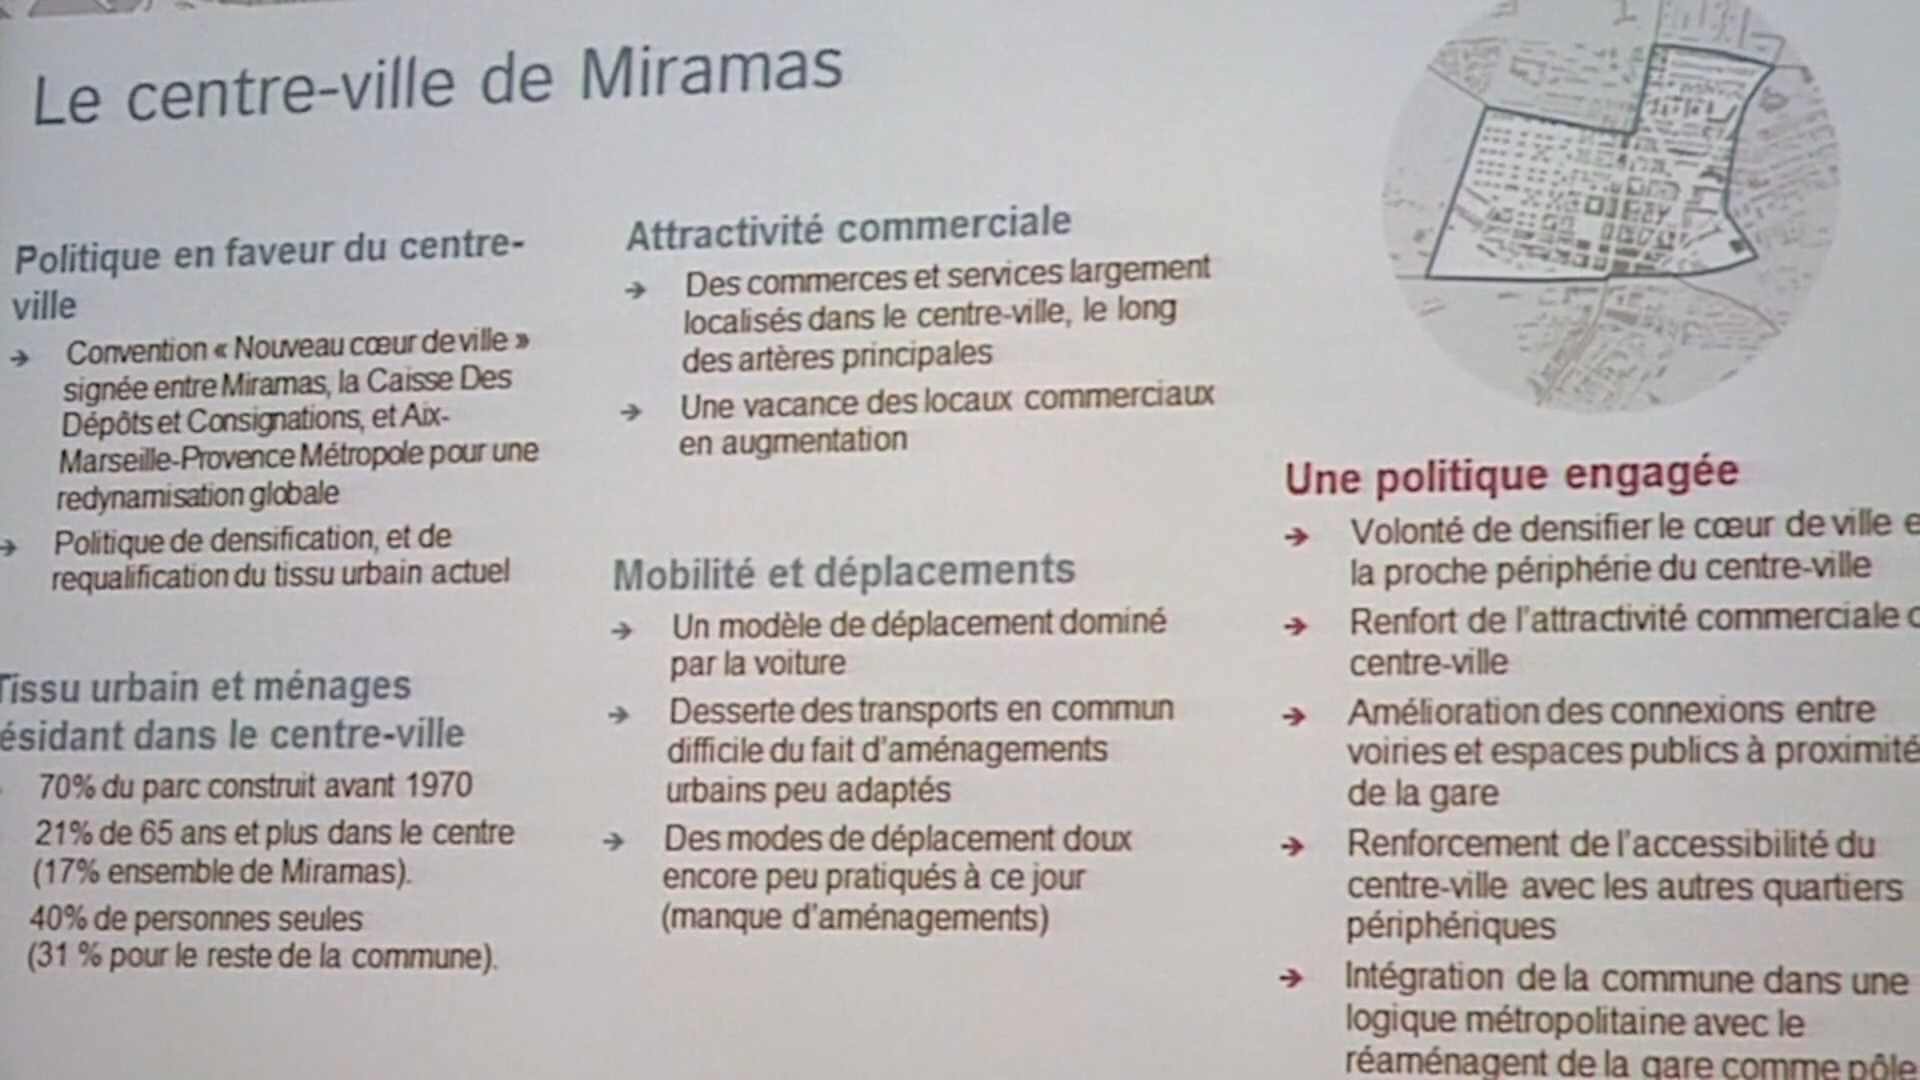 Le centre-ville de Miramas
Politique en faveur du centre-
ville
→ Convention « Nouveau cœur de ville »
signée entre Miramas, la Caisse Des
Dépôts et Consignations, et Aix-
Marseille-Provence Métropole pour une
redynamisation globale
→ Politique de densification, et de
requalification du tissu urbain actuel
Tissu urbain et ménages
ésidant dans le centre-ville
70% du parc construit avant 1970
21% de 65 ans et plus dans le centre
(17% ensemble de Miramas).
40% de personnes seules
(31 % pour le reste de la commune).
Attractivité commerciale
→ Des commerces et services largement
localisés dans le centre-ville, le long
des artères principales
→ Une vacance des locaux commerciaux
en augmentation
Mobilité et déplacements
→ Un modèle de déplacement dominé
par la voiture
→ Desserte des transports en commun
difficile du fait d'aménagements
urbains peu adaptés
→ Des modes de déplacement doux
encore peu pratiqués à ce jour
(manque d'aménagements)
Une politique engagée
→ Volonté de densifier le cœur de ville e
la proche périphérie du centre-ville
→ Renfort de l'attractivité commerciale
centre-ville
→ Amélioration des connexions entre
voiries et espaces publics à proximité
de la gare
→ Renforcement de l'accessibilité du
centre-ville avec les autres quartiers
périphériques
→ Intégration de la commune dans une
logique métropolitaine avec le
réaménagent de la gare comme pôle